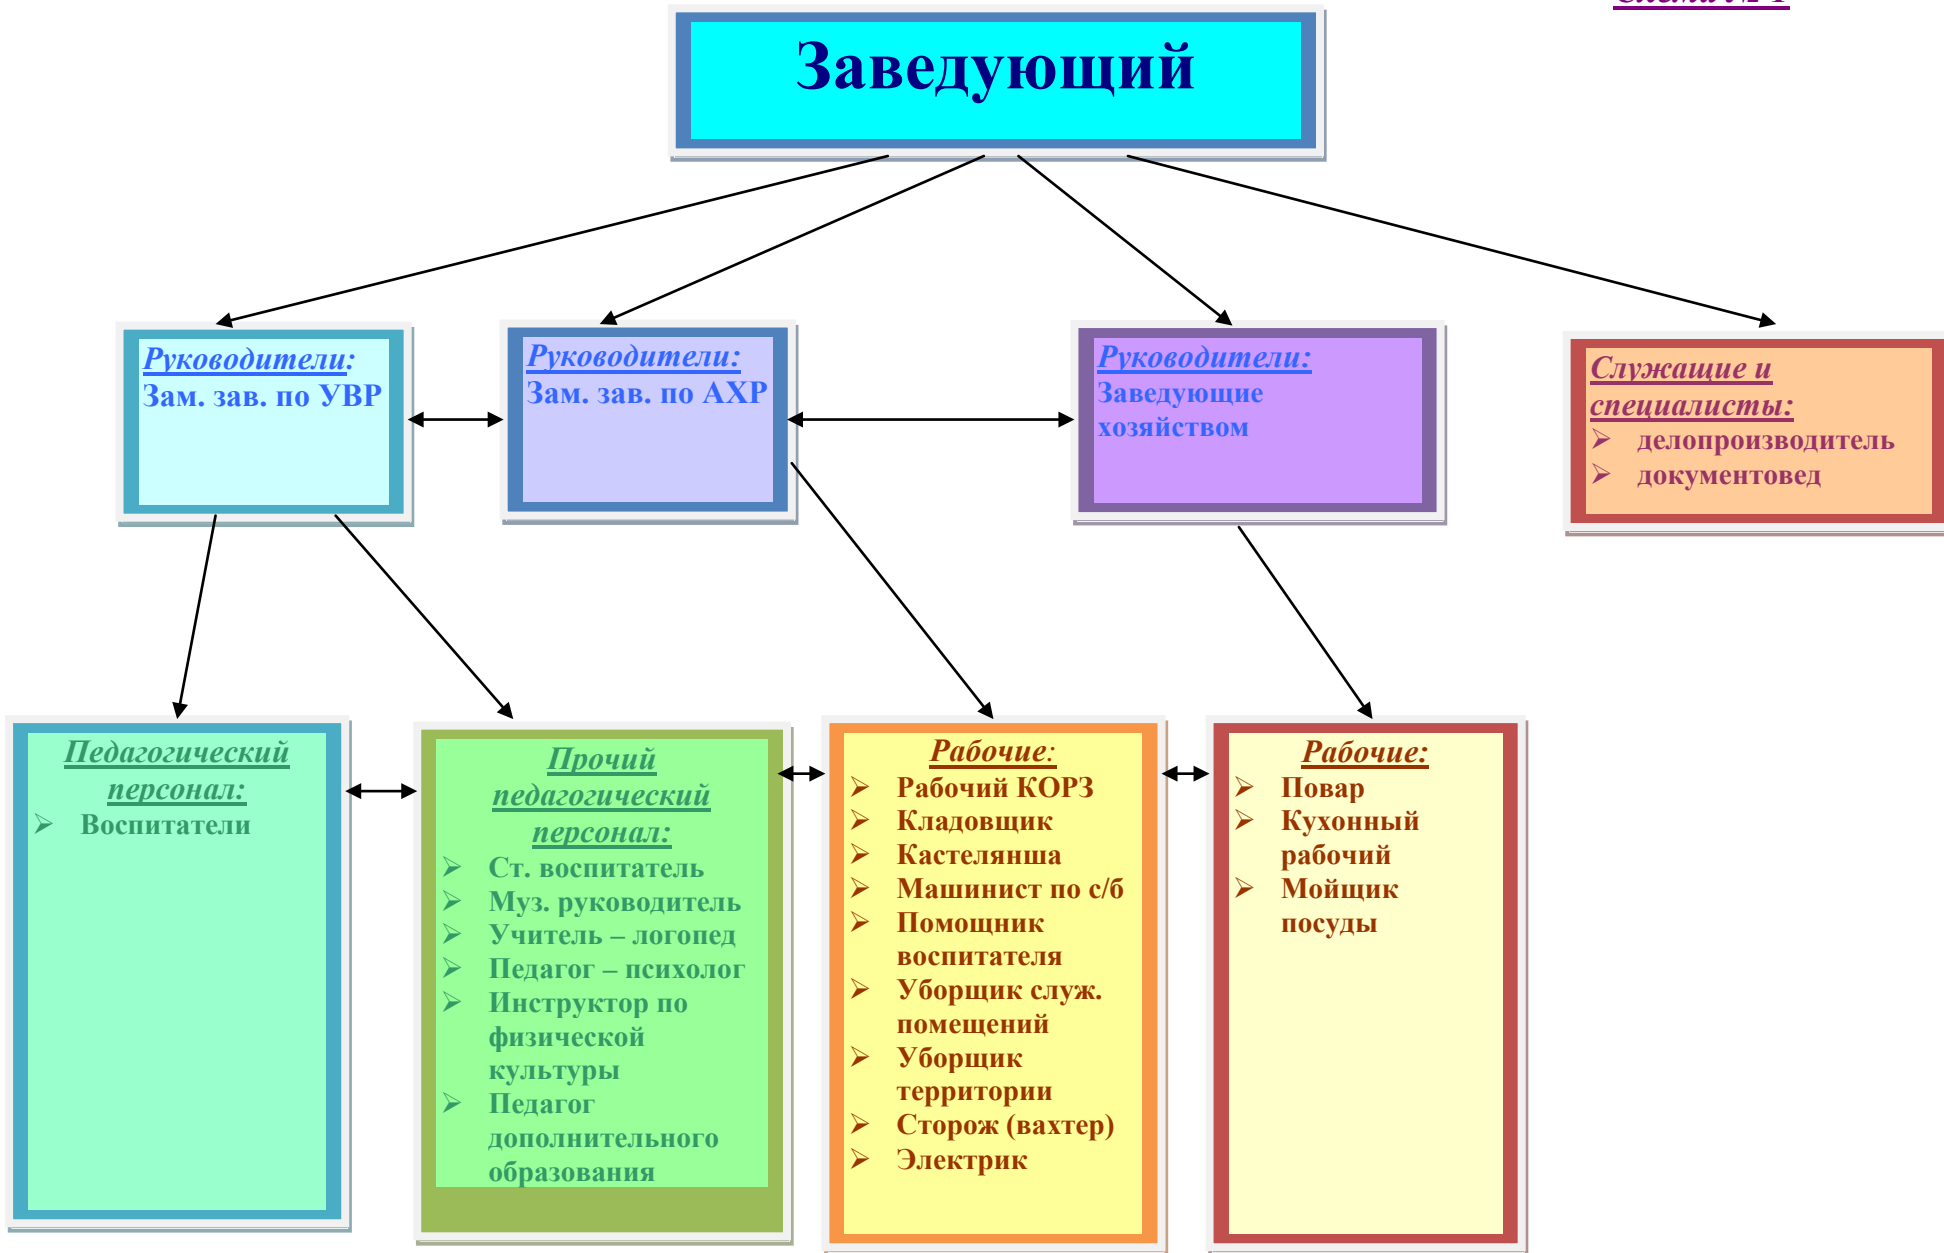 Заведующий
Руководители:
Зам. зав. по УВР
Руководители:
Зам. зав. по АХР
Руководители:
Заведующие
хозяйством
Служащие и
специалисты:
➢ делопроизводитель
➢ документовед
Педагогический
персонал:
➢ Воспитатели
Прочий
педагогический
персонал:
➢ Ст. воспитатель
➢ Муз. руководитель
➢ Учитель – логопед
➢ Педагог – психолог
➢ Инструктор по
физической
культуры
➢ Педагог
дополнительного
образования
Рабочие:
➢ Рабочий КОРЗ
➢ Кладовщик
➢ Кастелянша
➢ Машинист по с/б
➢ Помощник
воспитателя
➢ Уборщик служ.
помещений
➢ Уборщик
территории
➢ Сторож (вахтер)
➢ Электрик
Рабочие:
➢ Повар
➢ Кухонный
рабочий
➢ Мойщик
посуды